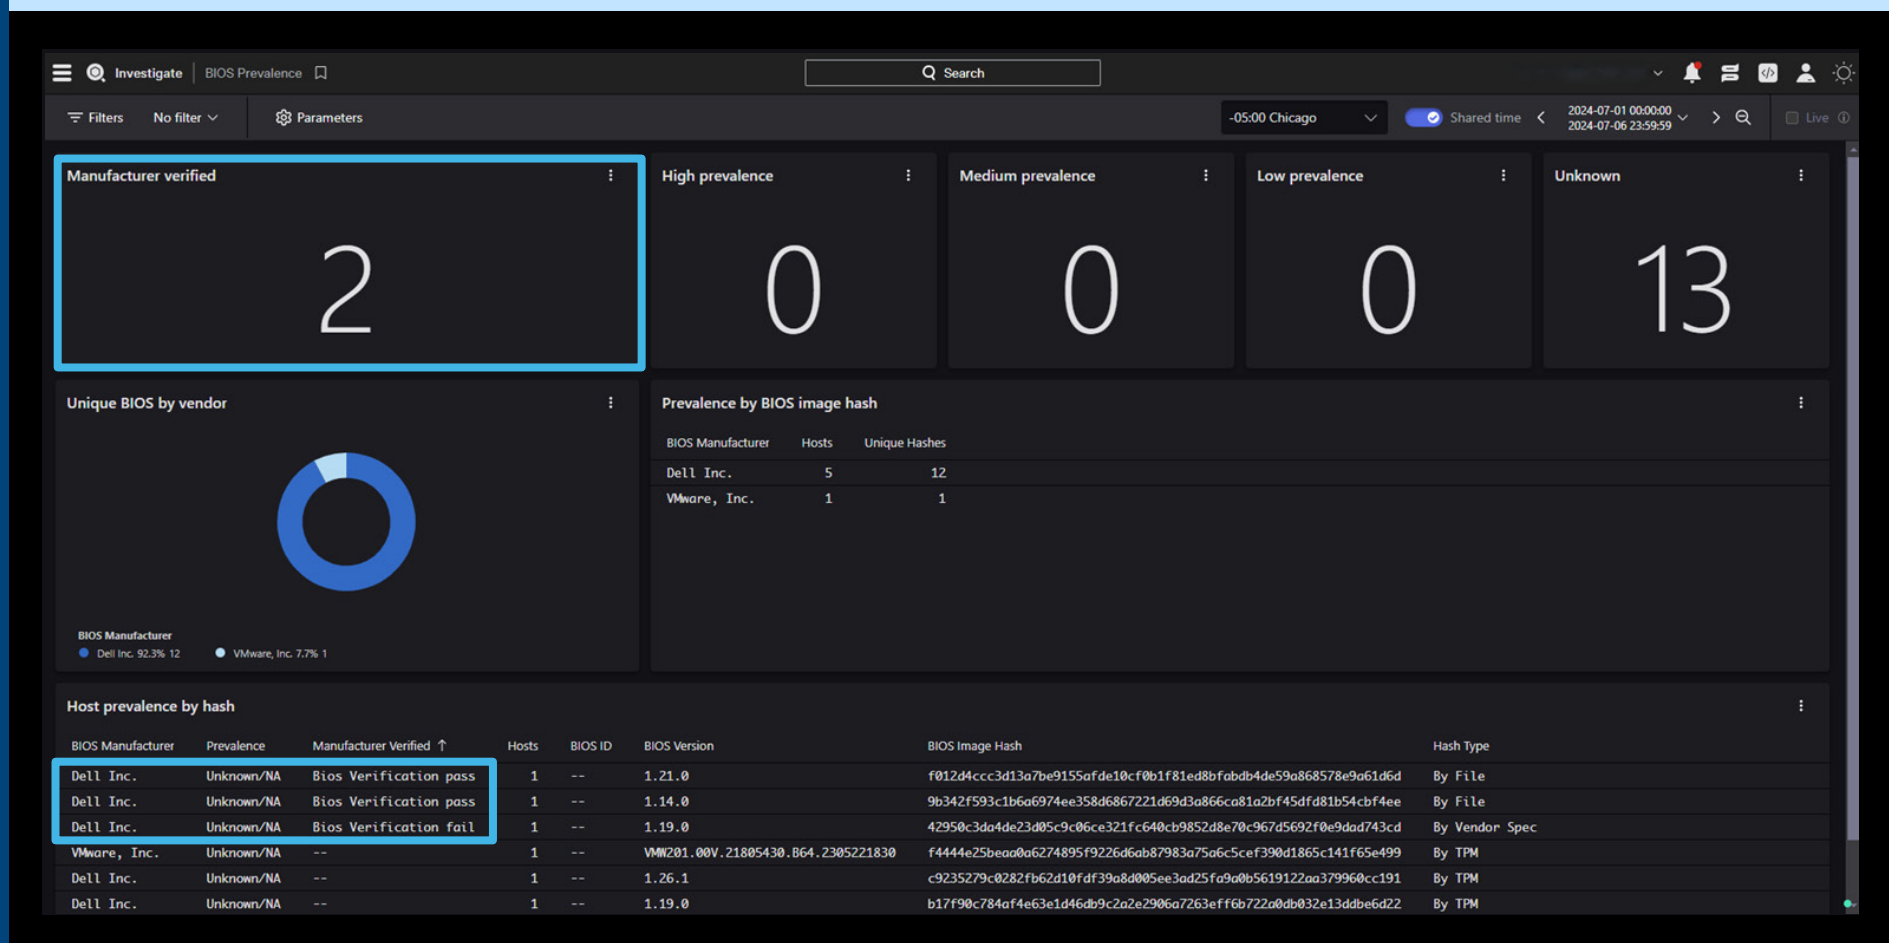 Investigate BIOS Prevalence Search
Filters No filter Parameters -05:00 Chicago Shared time 2024-07-01 00:00:00 Live
2024-07-06 23:59:59
Manufacturer verified High prevalence Medium prevalence Low prevalence Unknown
2 0 0 0 13
Unique BIOS by vendor Prevalence by BIOS image hash
BIOS Manufacturer Hosts Unique Hashes
Dell Inc. 5 12
VMware, Inc. 1 1
BIOS Manufacturer
Dell Inc. 92.3% 12 VMware, Inc. 7.7% 1
Host prevalence by hash
BIOS Manufacturer Prevalence Manufacturer Verified ↑ Hosts BIOS ID BIOS Version BIOS Image Hash Hash Type
Dell Inc. Unknown/NA Bios Verification pass 1 -- 1.21.0 f012d4ccc3d13a7be9155afde10cf0b1f81ed8bfabdb4de59a868578e9a61d6d By File
Dell Inc. Unknown/NA Bios Verification pass 1 -- 1.14.0 9b342f593c1b6a6974ee358d6867221d69d3a866ca81a2bf45dfd81b54cbf4ee By File
Dell Inc. Unknown/NA Bios Verification fail 1 -- 1.19.0 42950c3da4de23d05c9c06ce321fc640cb9852d8e70c967d5692f0e9dad743cd By Vendor Spec
VMware, Inc. Unknown/NA -- 1 -- VMW201.00V.21805430.B64.2305221830 f4444e25beaa0a6274895f9226d6ab87983a75a6c5cef390d1865c141f65e499 By TPM
Dell Inc. Unknown/NA -- 1 -- 1.26.1 c9235279c0282fb62d10fdf39a8d005ee3ad25fa9a0b5619122aa379960cc191 By TPM
Dell Inc. Unknown/NA -- 1 -- 1.19.0 b17f90c784af4e63e1d46db9c2a2e2906a7263eff6b722a0db032e13ddbe6d22 By TPM